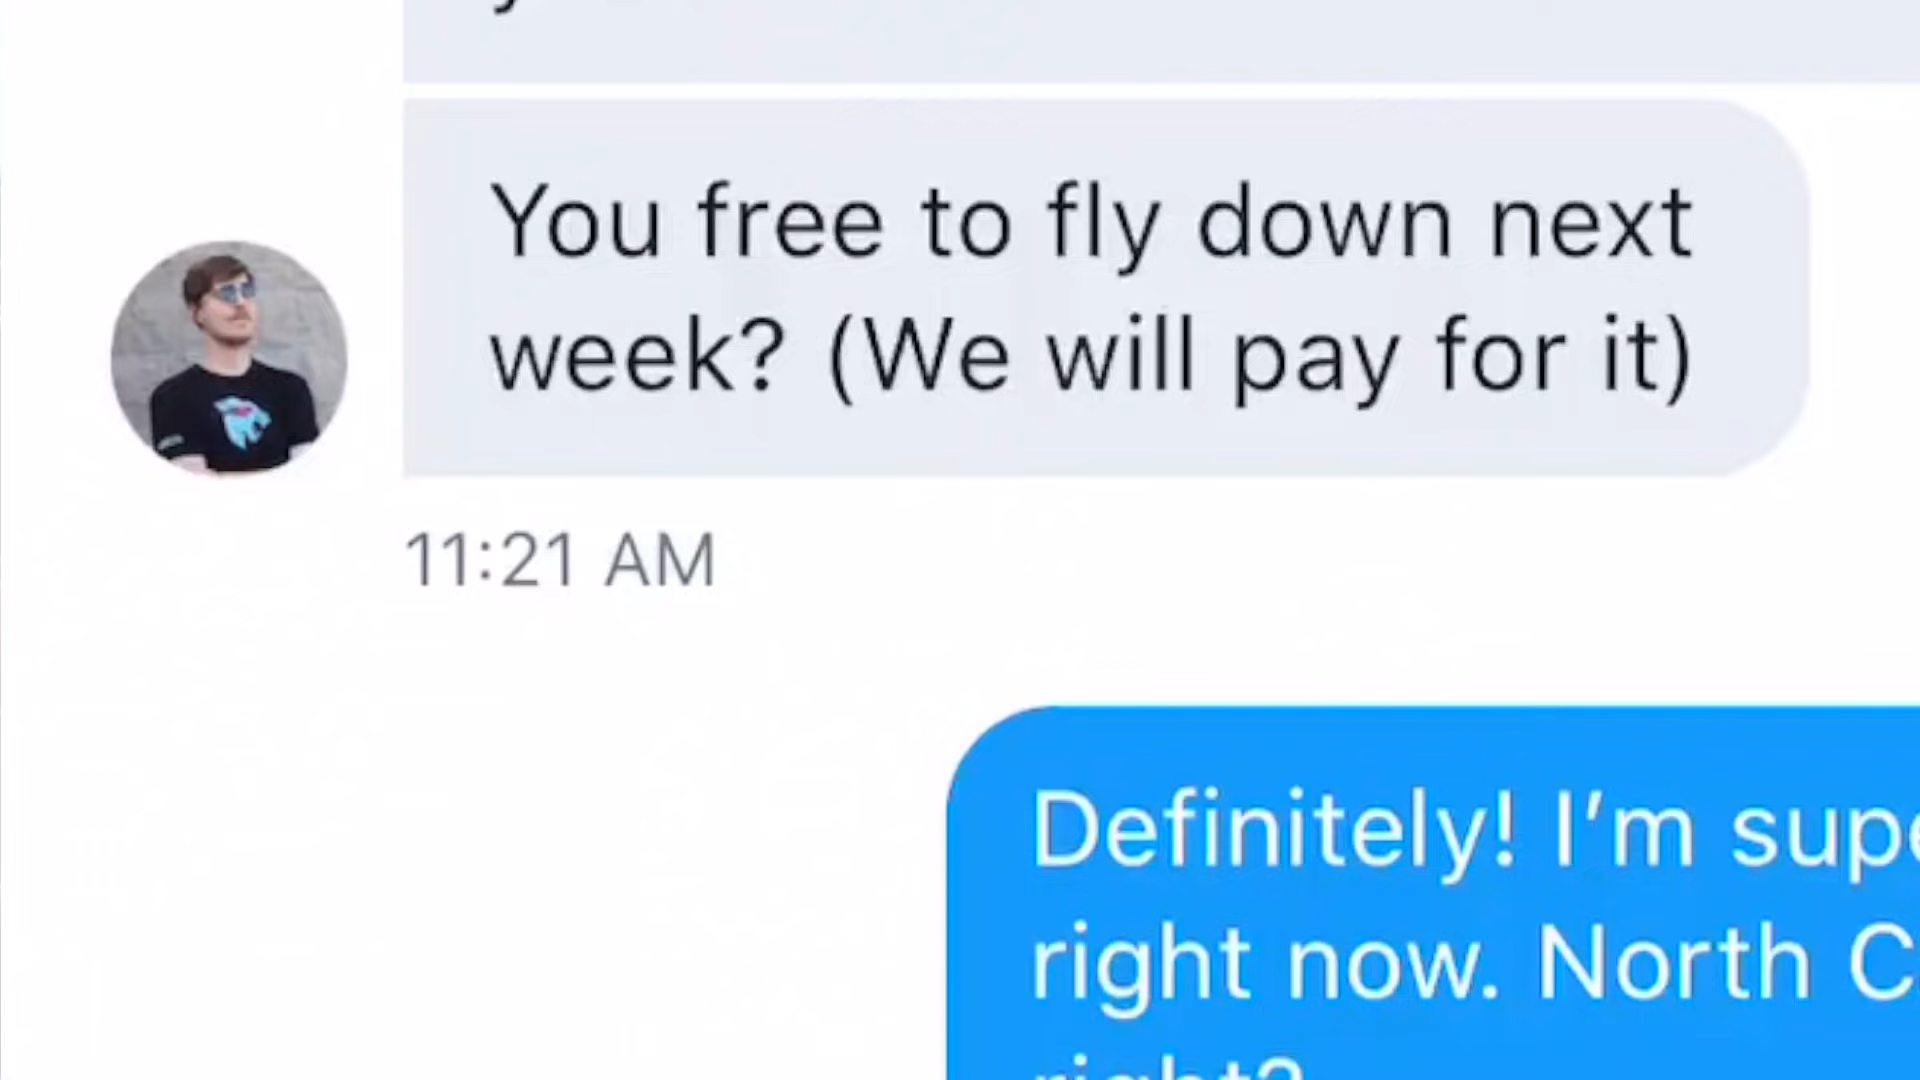 You free to fly down next
week? (We will pay for it)
11:21 AM
Definitely! I’m
right now. North
right?